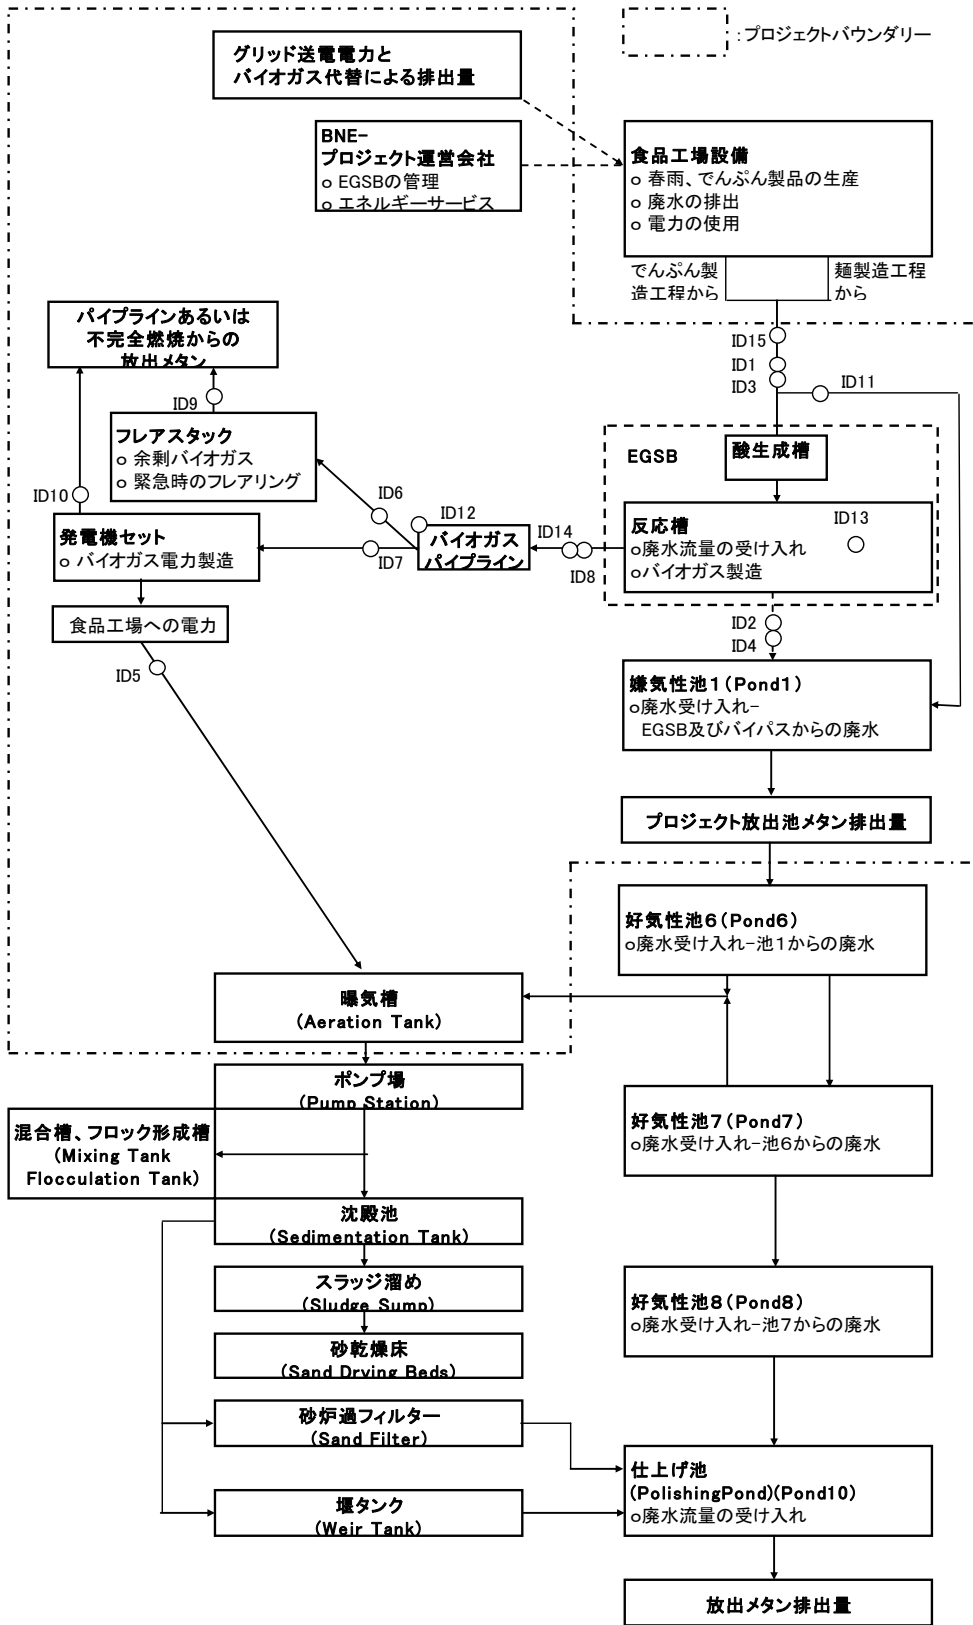 ：プロジェクトバウンダリー
グリッド送電電力と
バイオガス代替による排出量
BNE-
プロジェクト運営会社
o EGSBの管理
o エネルギーサービス
食品工場設備
o 春雨、でんぷん製品の生産
o 廃水の排出
o 電力の使用
でんぷん製
造工程から
麺製造工程
から
パイプラインあるいは
不完全燃焼からの
放出メタン
ID15
ID1
ID3
ID11
ID9
フレアスタック
o 余剰バイオガス
o 緊急時のフレアリング
EGSB
酸生成槽
ID10
ID6
ID12
発電機セット
o バイオガス電力製造
ID7
バイオガス
パイプライン
ID14
ID8
反応槽
ID13
o廃水流量の受け入れ
oバイオガス製造
食品工場への電力
ID5
ID2
ID4
嫌気性池1(Pond1)
o廃水受け入れ-
EGSB及びバイパスからの廃水
プロジェクト放出池メタン排出量
好気性池6(Pond6)
o廃水受け入れ-池1からの廃水
曝気槽
(Aeration Tank)
ポンプ場
(Pump Station)
混合槽、フロック形成槽
(Mixing Tank
Flocculation Tank)
好気性池7(Pond7)
o廃水受け入れ-池6からの廃水
沈殿池
(Sedimentation Tank)
スラッジ溜め
(Sludge Sump)
好気性池8(Pond8)
o廃水受け入れ-池7からの廃水
砂乾燥床
(Sand Drying Beds)
砂炉過フィルター
(Sand Filter)
仕上げ池
(PolishingPond)(Pond10)
o廃水流量の受け入れ
堰タンク
(Weir Tank)
放出メタン排出量